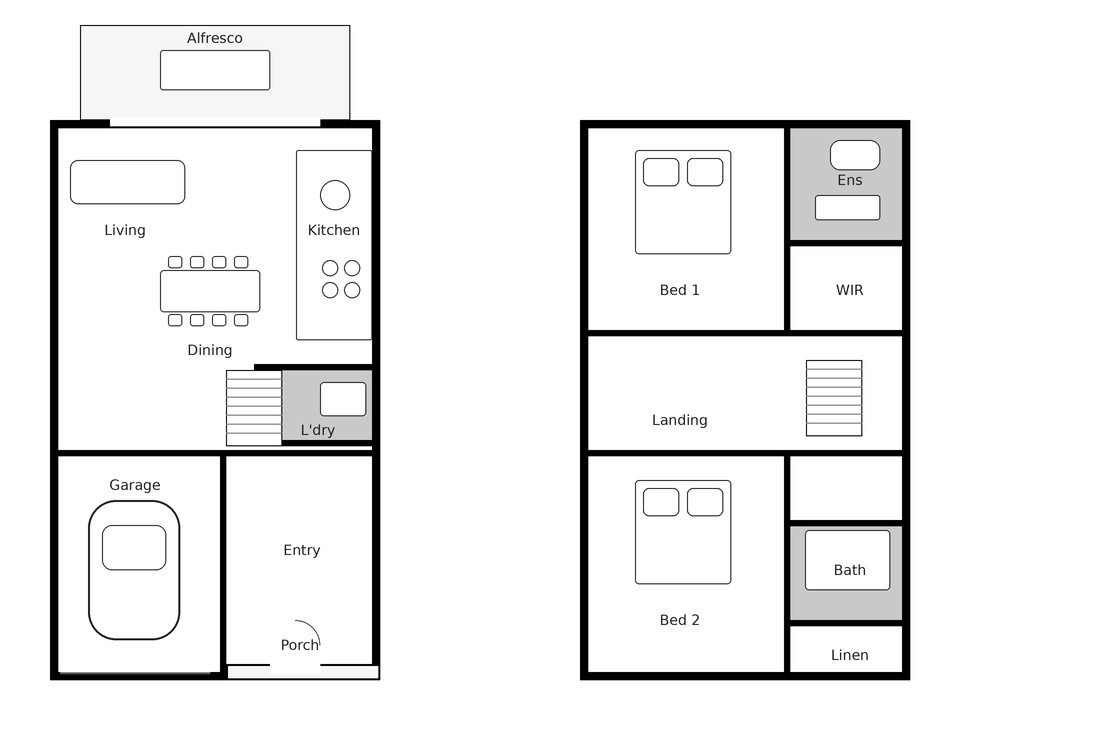 Alfresco
Living
Kitchen
Dining
L'dry
Garage
Entry
Porch
Ens
Bed 1
WIR
Landing
Bath
Bed 2
Linen